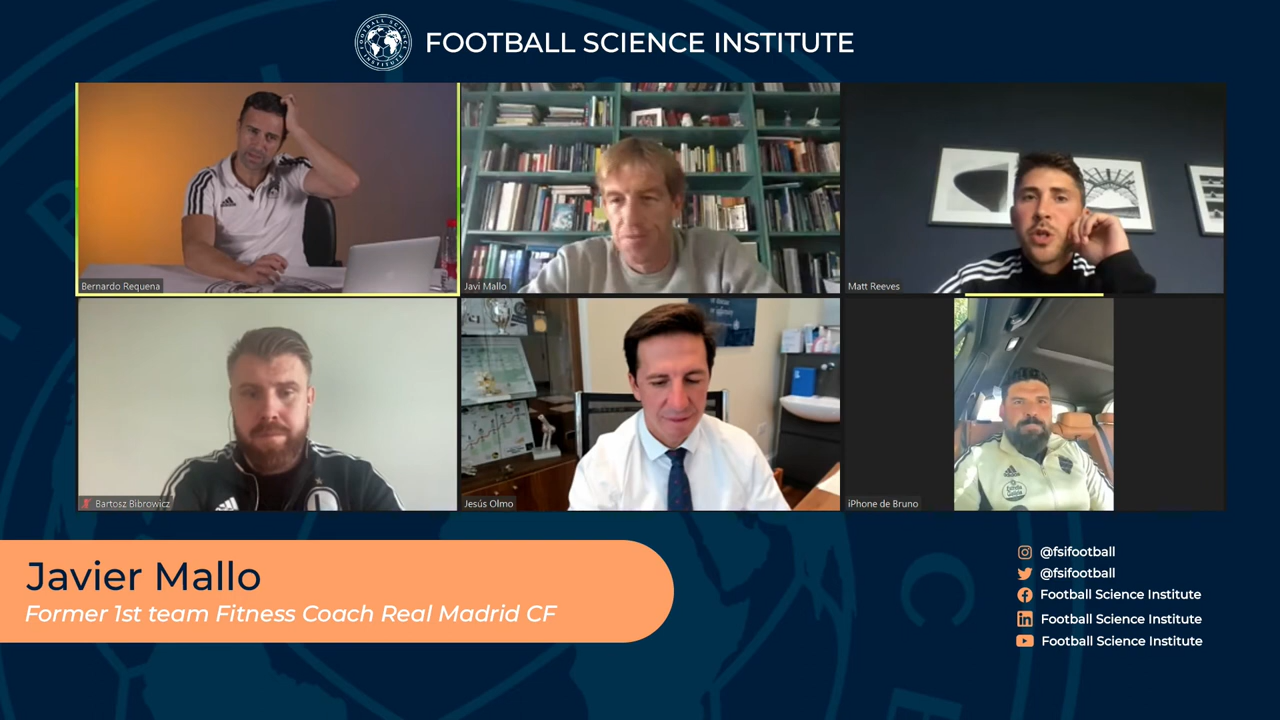 FOOTBALL SCIENCE INSTITUTE
Bernardo Requena
Javi Mallo
Matt Reeves
Bartosz Bibrowicz
Jesús Olmo
iPhone de Bruno
Javier Mallo
Former 1st team Fitness Coach Real Madrid CF
@fsifootball
@fsifootball
Football Science Institute
Football Science Institute
Football Science Institute